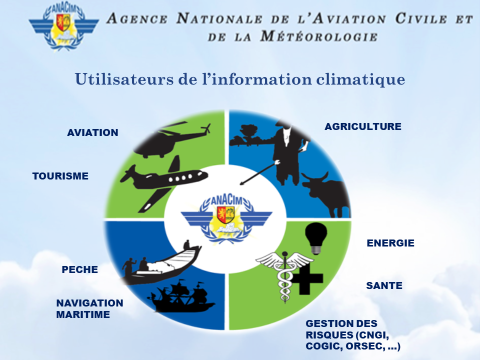 ANACIM
AGENCE NATIONALE DE L'AVIATION CIVILE ET
DE LA MÉTÉOROLOGIE
Utilisateurs de l'information climatique
AVIATION
AGRICULTURE
TOURISME
ANACIM
ENERGIE
PECHE
SANTE
NAVIGATION
MARITIME
GESTION DES
RISQUES (CNGI,
COGIC, ORSEC, ...)